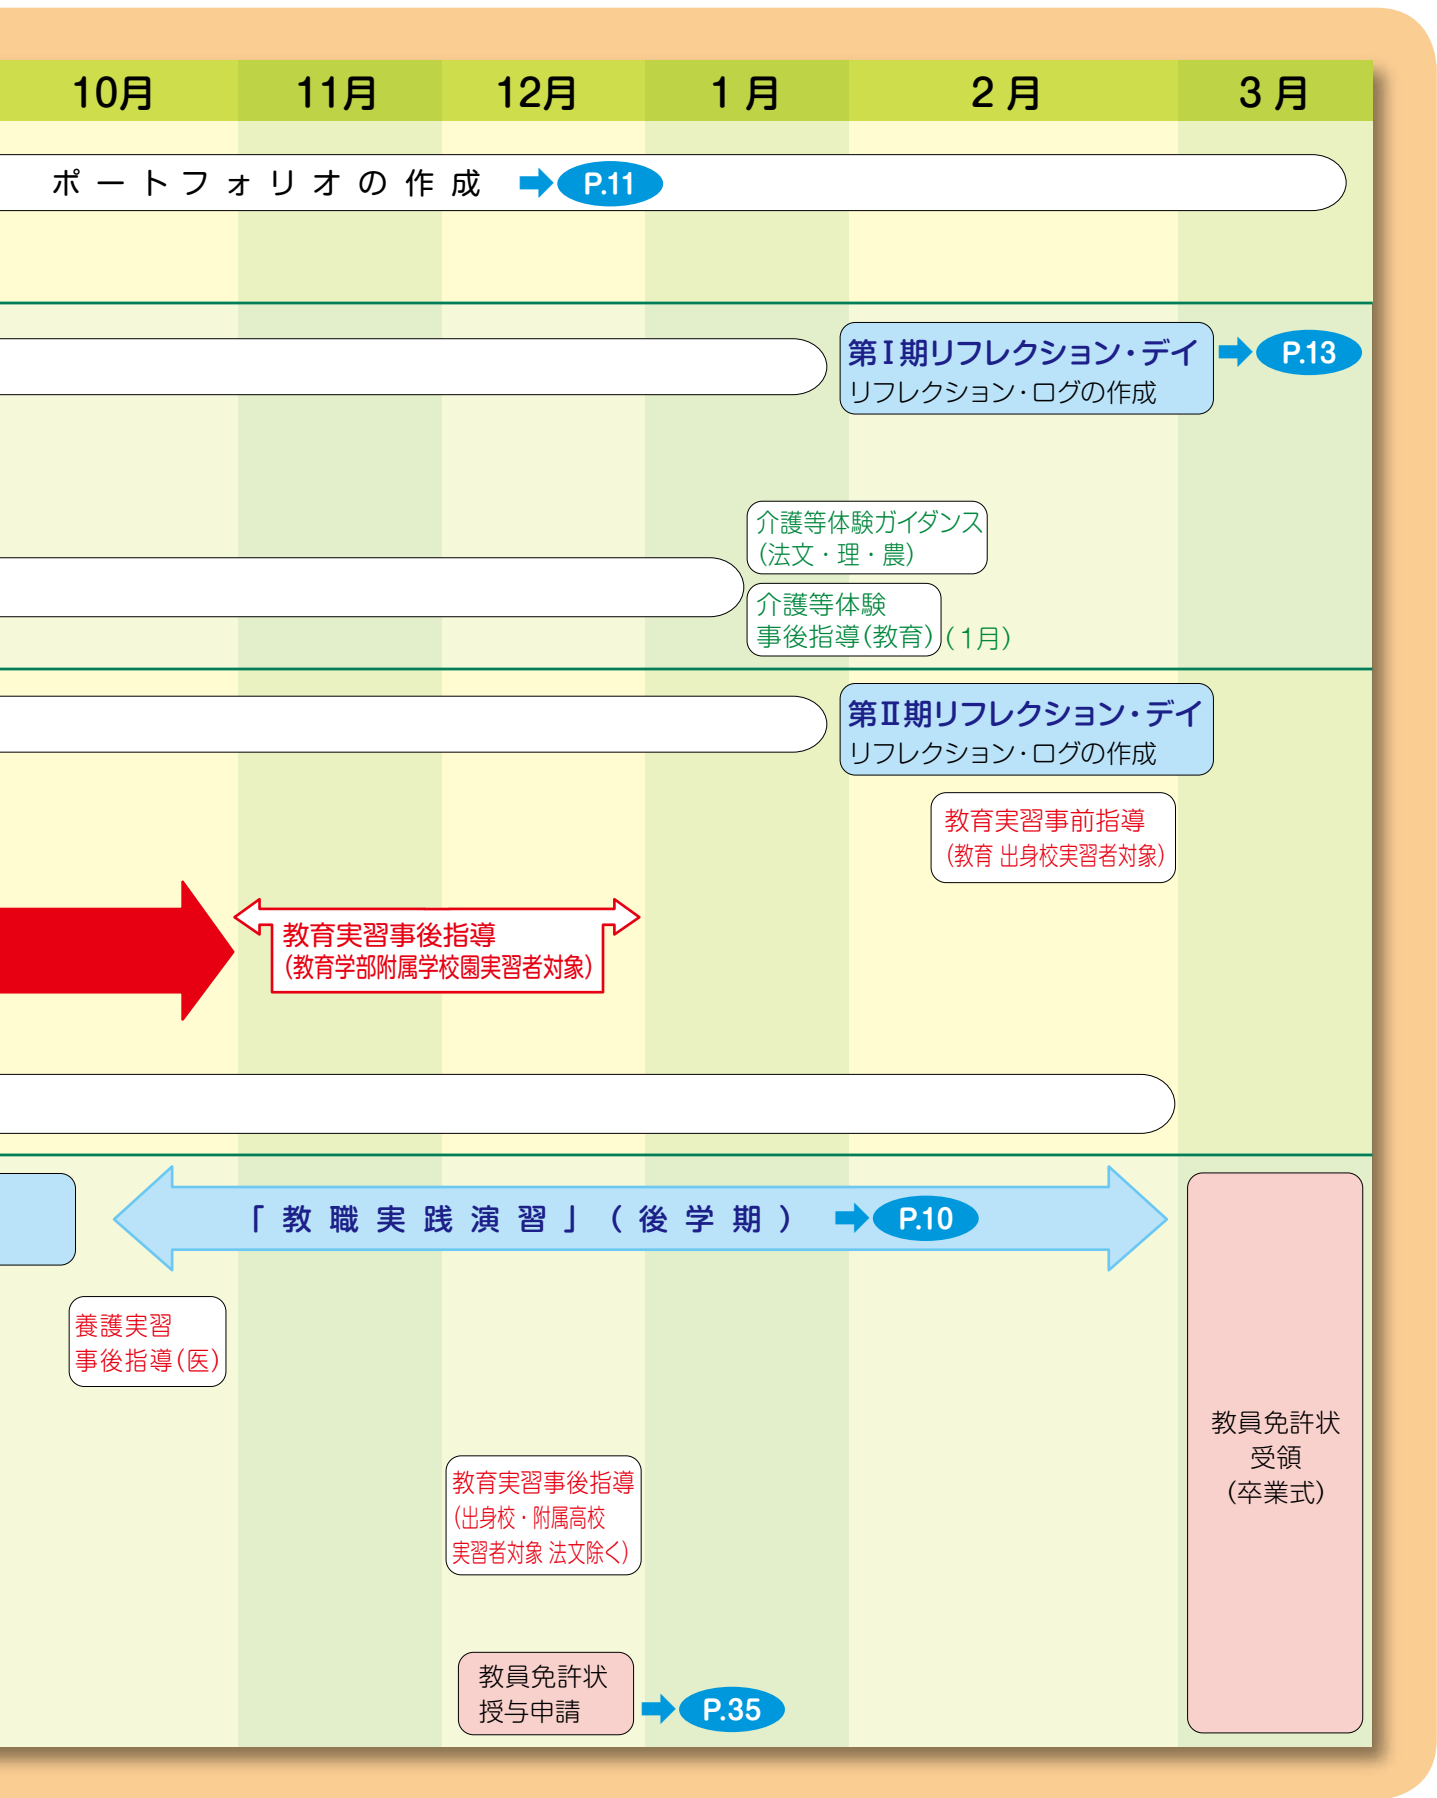 10月 11月 12月 1月 2月 3月
ポートフォリオの作成 P.11
第Ⅰ期リフレクション・デイ P.13
リフレクション・ログの作成
介護等体験ガイダンス
(法文・理・農)
介護等体験
事後指導(教育) (1月)
第Ⅱ期リフレクション・デイ
リフレクション・ログの作成
教育実習事前指導
(教育 出身校実習者対象)
教育実習事後指導
(教育学部附属学校園実習者対象)
「教職実践演習」(後学期) P.10
養護実習
事後指導(医)
教員免許状
受領
(卒業式)
教育実習事後指導
(出身校・附属高校
実習者対象 法文除く)
教員免許状
授与申請 P.35